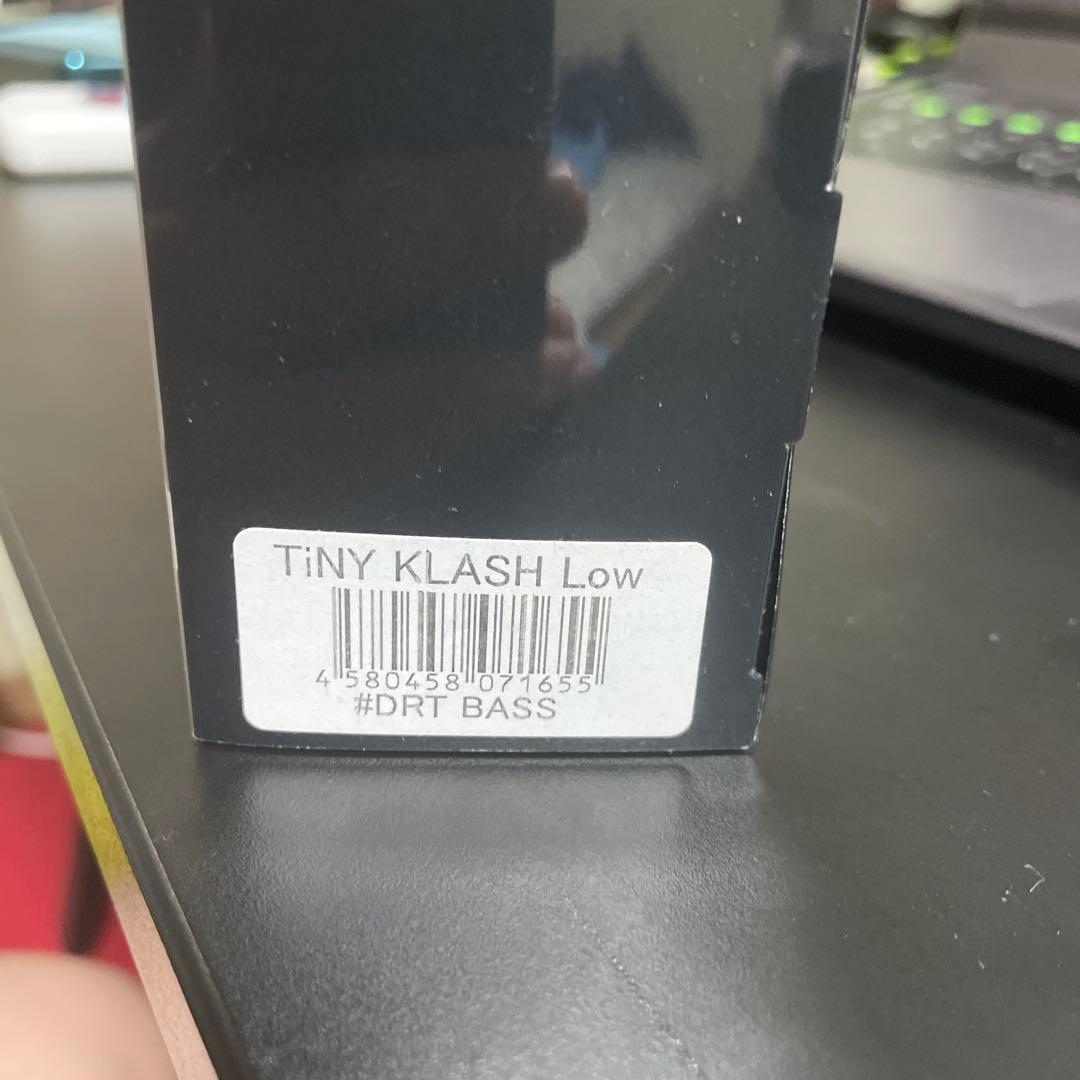 TiNY KLASH Low
4 580458 071655
#DRT BASS